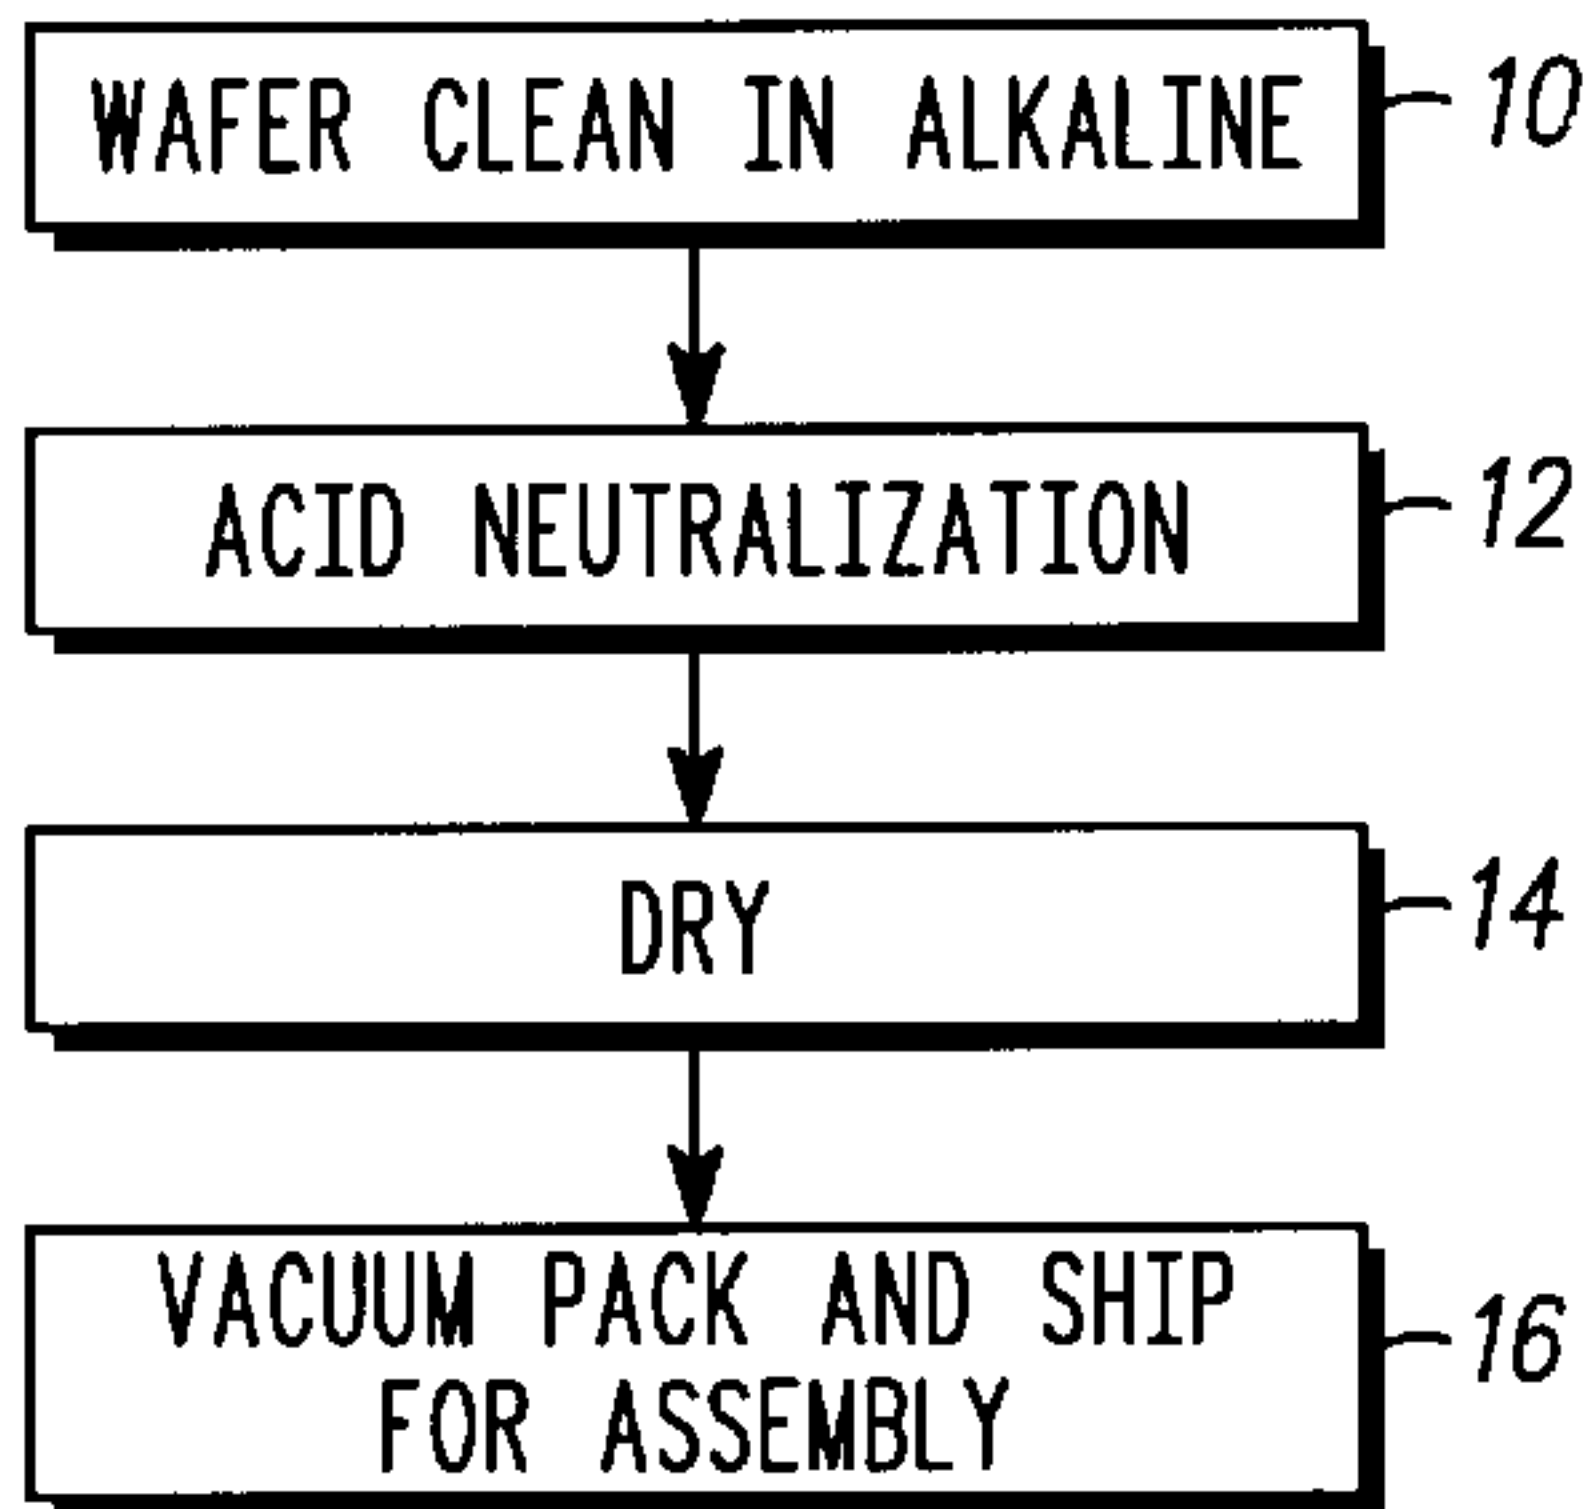 WAFER CLEAN IN ALKALINE 10
ACID NEUTRALIZATION 12
DRY 14
VACUUM PACK AND SHIP
FOR ASSEMBLY
16